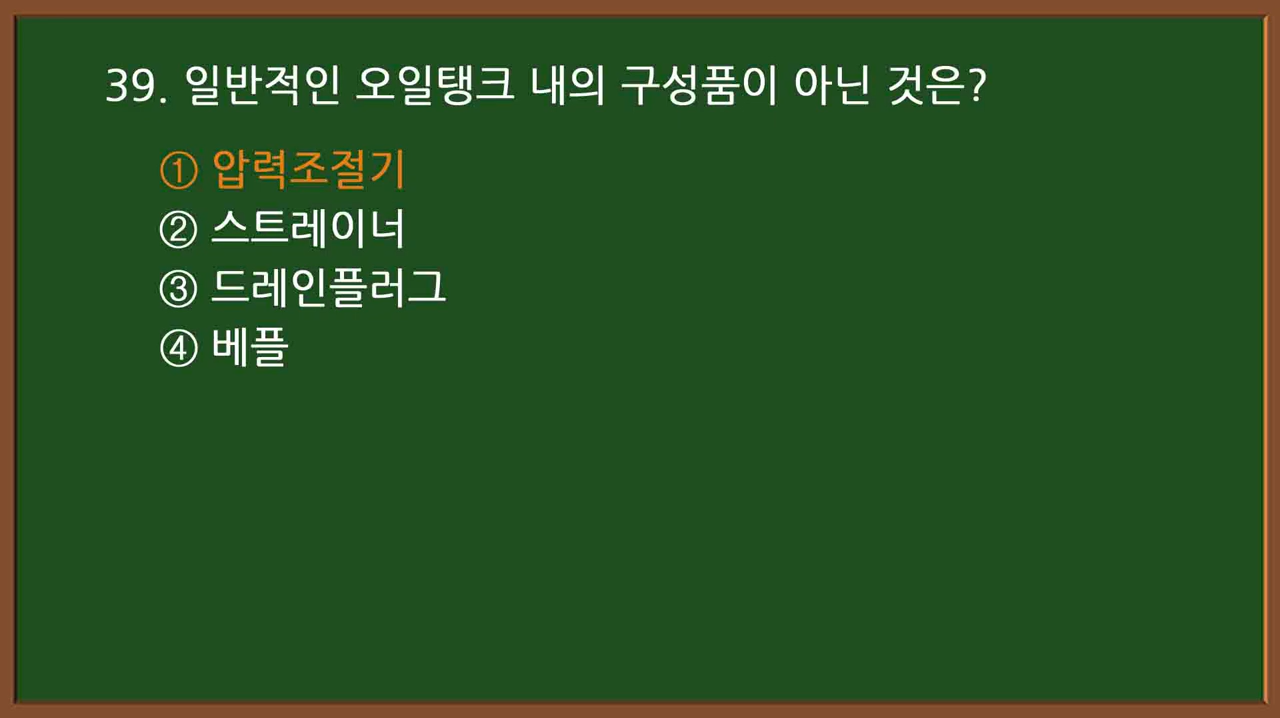 39. 일반적인 오일탱크 내의 구성품이 아닌 것은?
① 압력조절기
② 스트레이너
③ 드레인플러그
④ 베플